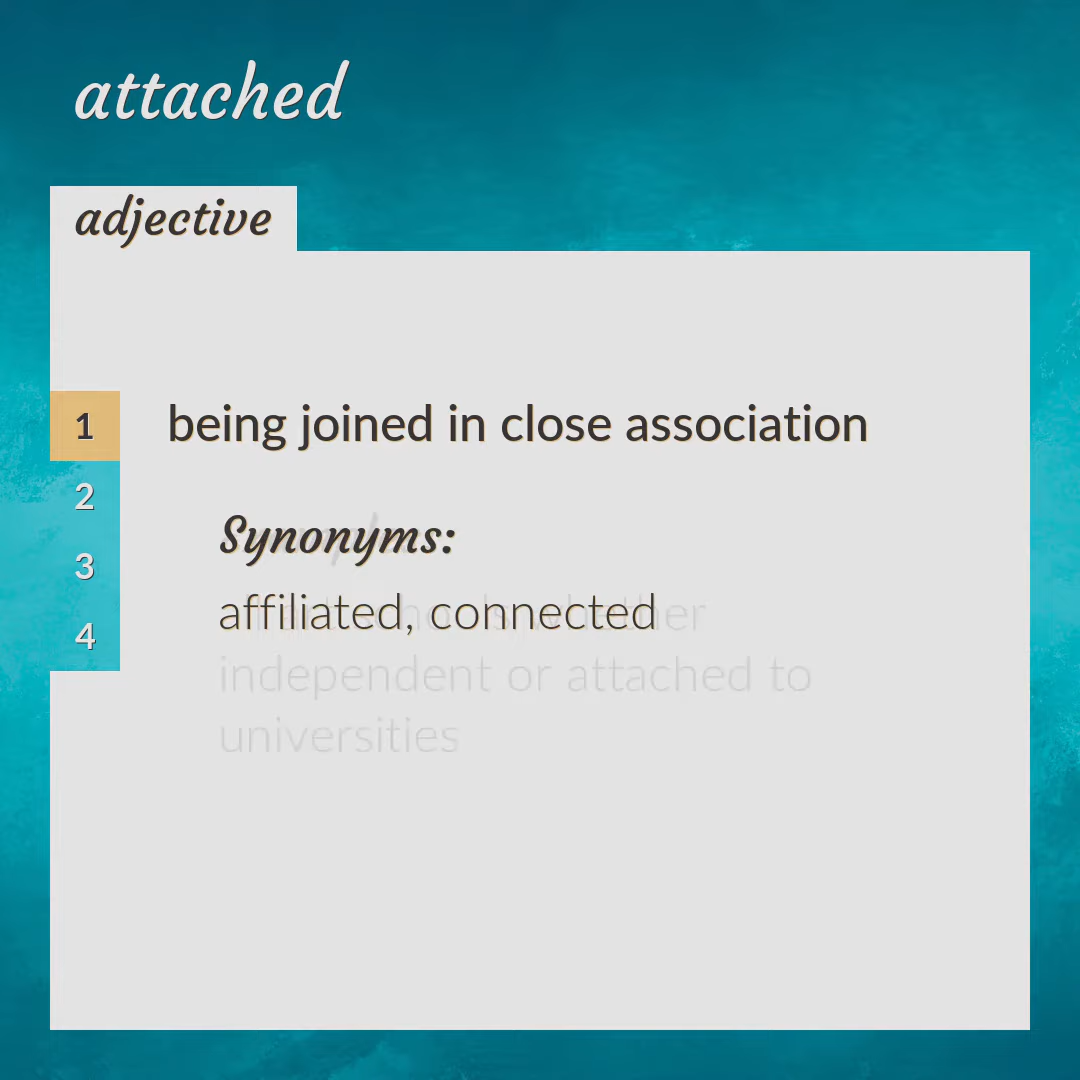 attached
adjective
1
being joined in close association
2
Synonyms:
3
affiliated, connected
4
whether
independent or attached to
universities